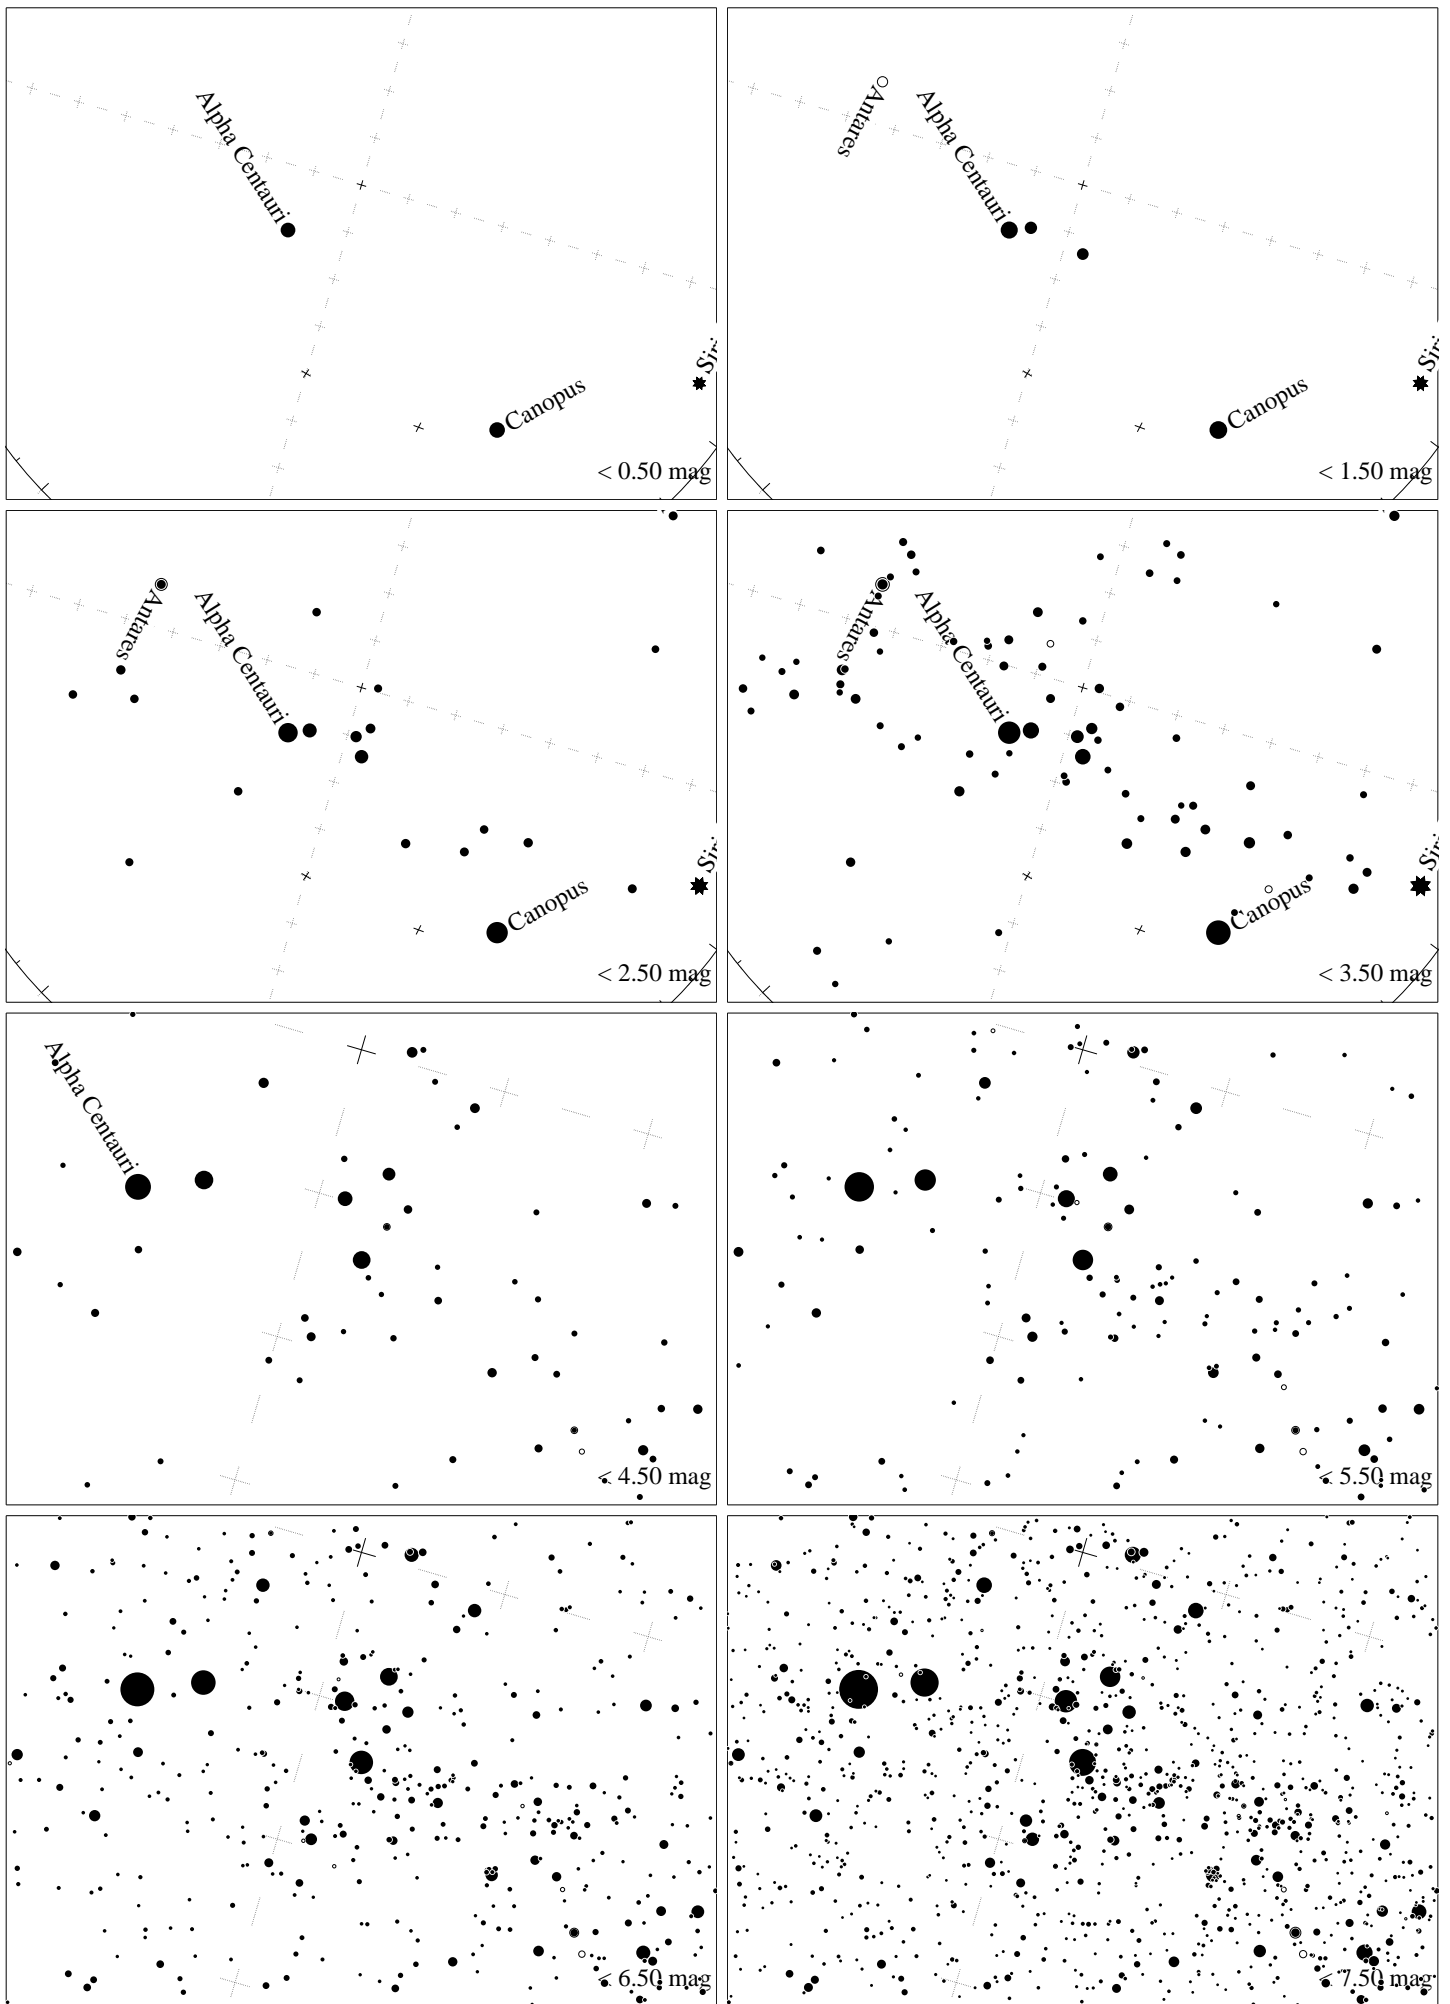 Alpha Centauri
Canopus
< 0.50 mag
Antares
Alpha Centauri
Canopus
< 1.50 mag
Antares
Alpha Centauri
Canopus
< 2.50 mag
Antares
Alpha Centauri
Canopus
< 3.50 mag
Alpha Centauri
< 4.50 mag
< 5.50 mag
< 6.50 mag
< 7.50 mag